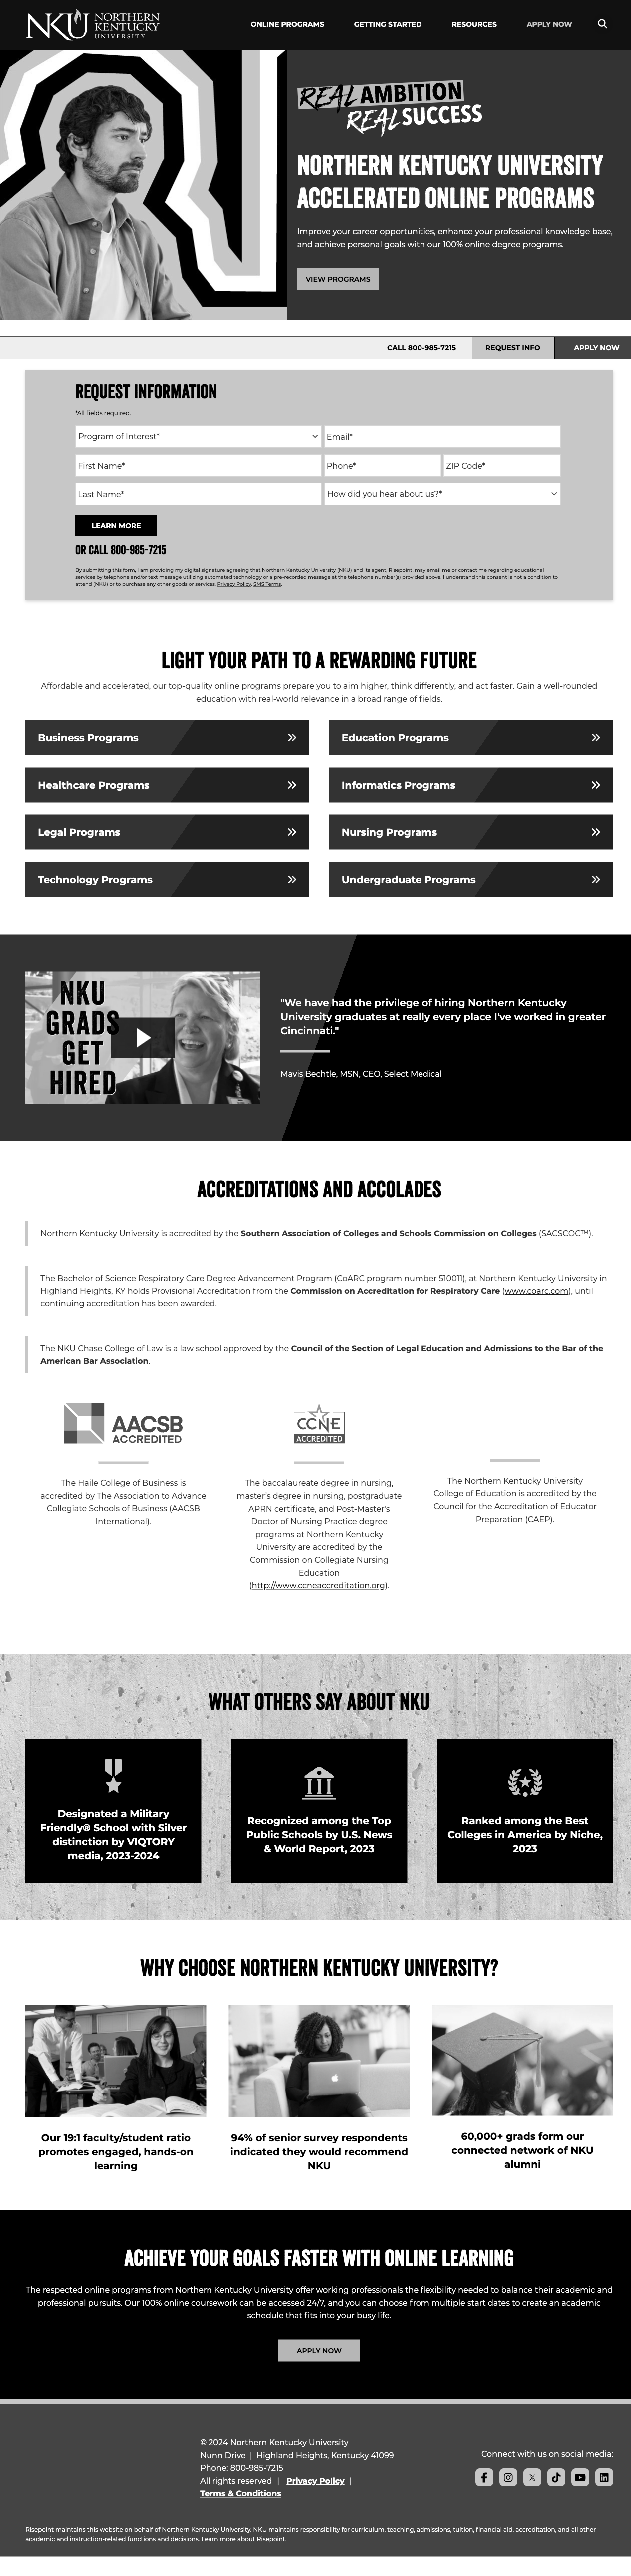 NKU NORTHERN
KENTUCKY
UNIVERSITY
ONLINE PROGRAMS
GETTING STARTED
RESOURCES
APPLY NOW
REAL AMBITION
REAL SUCCESS
NORTHERN KENTUCKY UNIVERSITY
ACCELERATED ONLINE PROGRAMS
Improve your career opportunities, enhance your professional knowledge base,
and achieve personal goals with our 100% online degree programs.
VIEW PROGRAMS
CALL 800-985-7215
REQUEST INFO
APPLY NOW
REQUEST INFORMATION
*All fields required.
Program of Interest*
Email*
First Name*
Phone*
ZIP Code*
Last Name*
How did you hear about us?*
LEARN MORE
OR CALL 800-985-7215
By submitting this form, I am providing my digital signature agreeing that Northern Kentucky University (NKU) and its agent, Risepoint, may email me or contact me regarding educational
services by telephone and/or text message utilizing automated technology or a pre-recorded message at the telephone number(s) provided above. I understand this consent is not a condition to
attend (NKU) or to purchase any other goods or services. Privacy Policy. SMS Terms.
LIGHT YOUR PATH TO A REWARDING FUTURE
Affordable and accelerated, our top-quality online programs prepare you to aim higher, think differently, and act faster. Gain a well-rounded
education with real-world relevance in a broad range of fields.
Business Programs
Education Programs
Healthcare Programs
Informatics Programs
Legal Programs
Nursing Programs
Technology Programs
Undergraduate Programs
NKU
GRADS
GET
HIRED
"We have had the privilege of hiring Northern Kentucky
University graduates at really every place I've worked in greater
Cincinnati."
Mavis Bechtle, MSN, CEO, Select Medical
ACCREDITATIONS AND ACCOLADES
Northern Kentucky University is accredited by the Southern Association of Colleges and Schools Commission on Colleges (SACSCOC™).
The Bachelor of Science Respiratory Care Degree Advancement Program (CoARC program number 510011), at Northern Kentucky University in
Highland Heights, KY holds Provisional Accreditation from the Commission on Accreditation for Respiratory Care (www.coarc.com), until
continuing accreditation has been awarded.
The NKU Chase College of Law is a law school approved by the Council of the Section of Legal Education and Admissions to the Bar of the
American Bar Association.
AACSB
ACCREDITED
The Haile College of Business is
accredited by The Association to Advance
Collegiate Schools of Business (AACSB
International).
CCNE
ACCREDITED
The baccalaureate degree in nursing,
master's degree in nursing, postgraduate
APRN certificate, and Post-Master's
Doctor of Nursing Practice degree
programs at Northern Kentucky
University are accredited by the
Commission on Collegiate Nursing
Education
(http://www.ccneaccreditation.org).
The Northern Kentucky University
College of Education is accredited by the
Council for the Accreditation of Educator
Preparation (CAEP).
WHAT OTHERS SAY ABOUT NKU
Designated a Military
Friendly® School with Silver
distinction by VIQTORY
media, 2023-2024
Recognized among the Top
Public Schools by U.S. News
& World Report, 2023
Ranked among the Best
Colleges in America by Niche,
2023
WHY CHOOSE NORTHERN KENTUCKY UNIVERSITY?
Our 19:1 faculty/student ratio
promotes engaged, hands-on
learning
94% of senior survey respondents
indicated they would recommend
NKU
60,000+ grads form our
connected network of NKU
alumni
ACHIEVE YOUR GOALS FASTER WITH ONLINE LEARNING
The respected online programs from Northern Kentucky University offer working professionals the flexibility needed to balance their academic and
professional pursuits. Our 100% online coursework can be accessed 24/7, and you can choose from multiple start dates to create an academic
schedule that fits into your busy life.
APPLY NOW
© 2024 Northern Kentucky University
Nunn Drive | Highland Heights, Kentucky 41099
Phone: 800-985-7215
All rights reserved | Privacy Policy |
Terms & Conditions
Connect with us on social media:
Risepoint maintains this website on behalf of Northern Kentucky University. NKU maintains responsibility for curriculum, teaching, admissions, tuition, financial aid, accreditation, and all other
academic and instruction-related functions and decisions. Learn more about Risepoint.